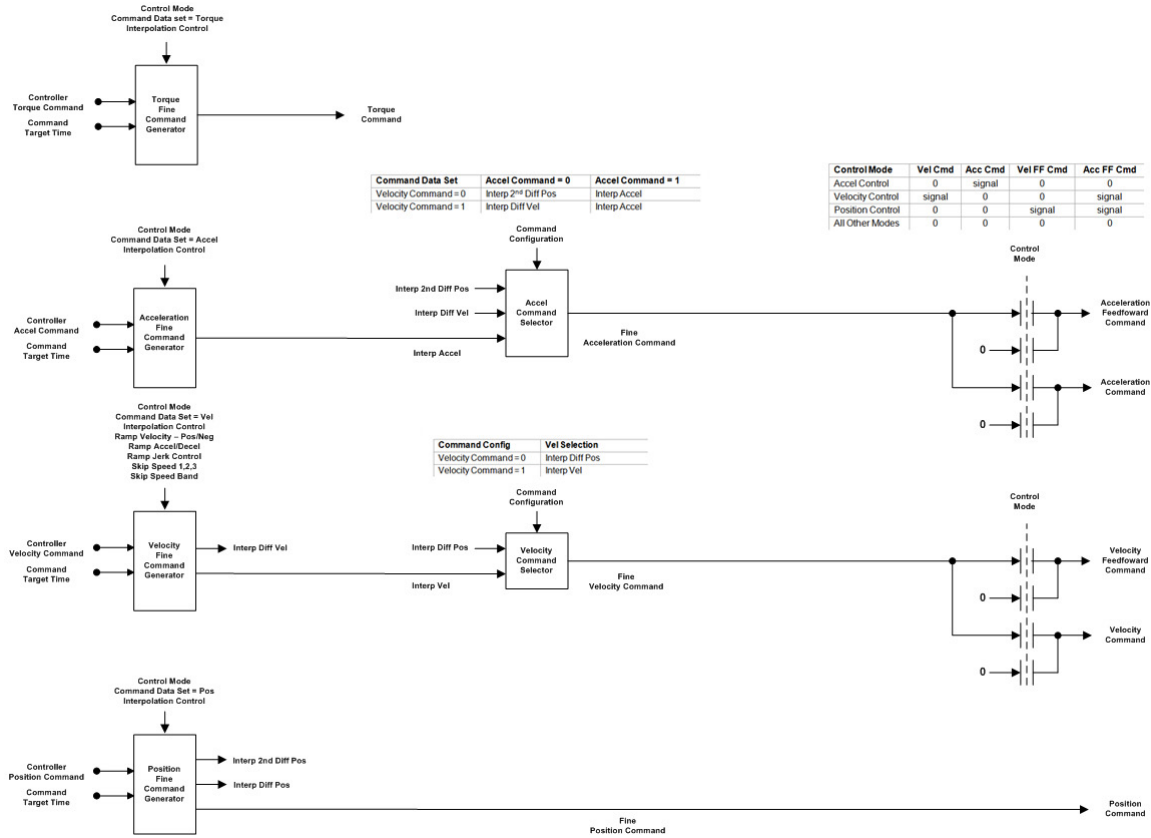 Control Mode
Command Data set = Torque
Interpolation Control
Controller
Torque Command
Command
Target Time
Torque
Fine
Command
Generator
Torque
Command
Command Data Set Accel Command = 0 Accel Command = 1
Velocity Command = 0 Interp 2nd Diff Pos Interp Accel
Velocity Command = 1 Interp Diff Vel Interp Accel
Control Mode Vel Cmd Acc Cmd Vel FF Cmd Acc FF Cmd
Accel Control 0 signal 0 0
Velocity Control signal 0 0 signal
Position Control 0 0 signal signal
All Other Modes 0 0 0 0
Control Mode
Command Data Set = Accel
Interpolation Control
Controller
Accel Command
Command
Target Time
Acceleration
Fine
Command
Generator
Command
Configuration
Interp 2nd Diff Pos
Interp Diff Vel
Interp Accel
Accel
Command
Selector
Fine
Acceleration Command
Control
Mode
0
0
Acceleration
Feedfoward
Command
Acceleration
Command
Control Mode
Command Data Set = Vel
Interpolation Control
Ramp Velocity – Pos/Neg
Ramp Accel/Decel
Ramp Jerk Control
Skip Speed 1,2,3
Skip Speed Band
Command Config Vel Selection
Velocity Command = 0 Interp Diff Pos
Velocity Command = 1 Interp Vel
Controller
Velocity Command
Command
Target Time
Velocity
Fine
Command
Generator
Interp Diff Vel
Command
Configuration
Interp Diff Pos
Interp Vel
Velocity
Command
Selector
Fine
Velocity Command
Control
Mode
0
0
Velocity
Feedfoward
Command
Velocity
Command
Control Mode
Command Data Set = Pos
Interpolation Control
Controller
Position Command
Command
Target Time
Position
Fine
Command
Generator
Interp 2nd Diff Pos
Interp Diff Pos
Fine
Position Command
Position
Command